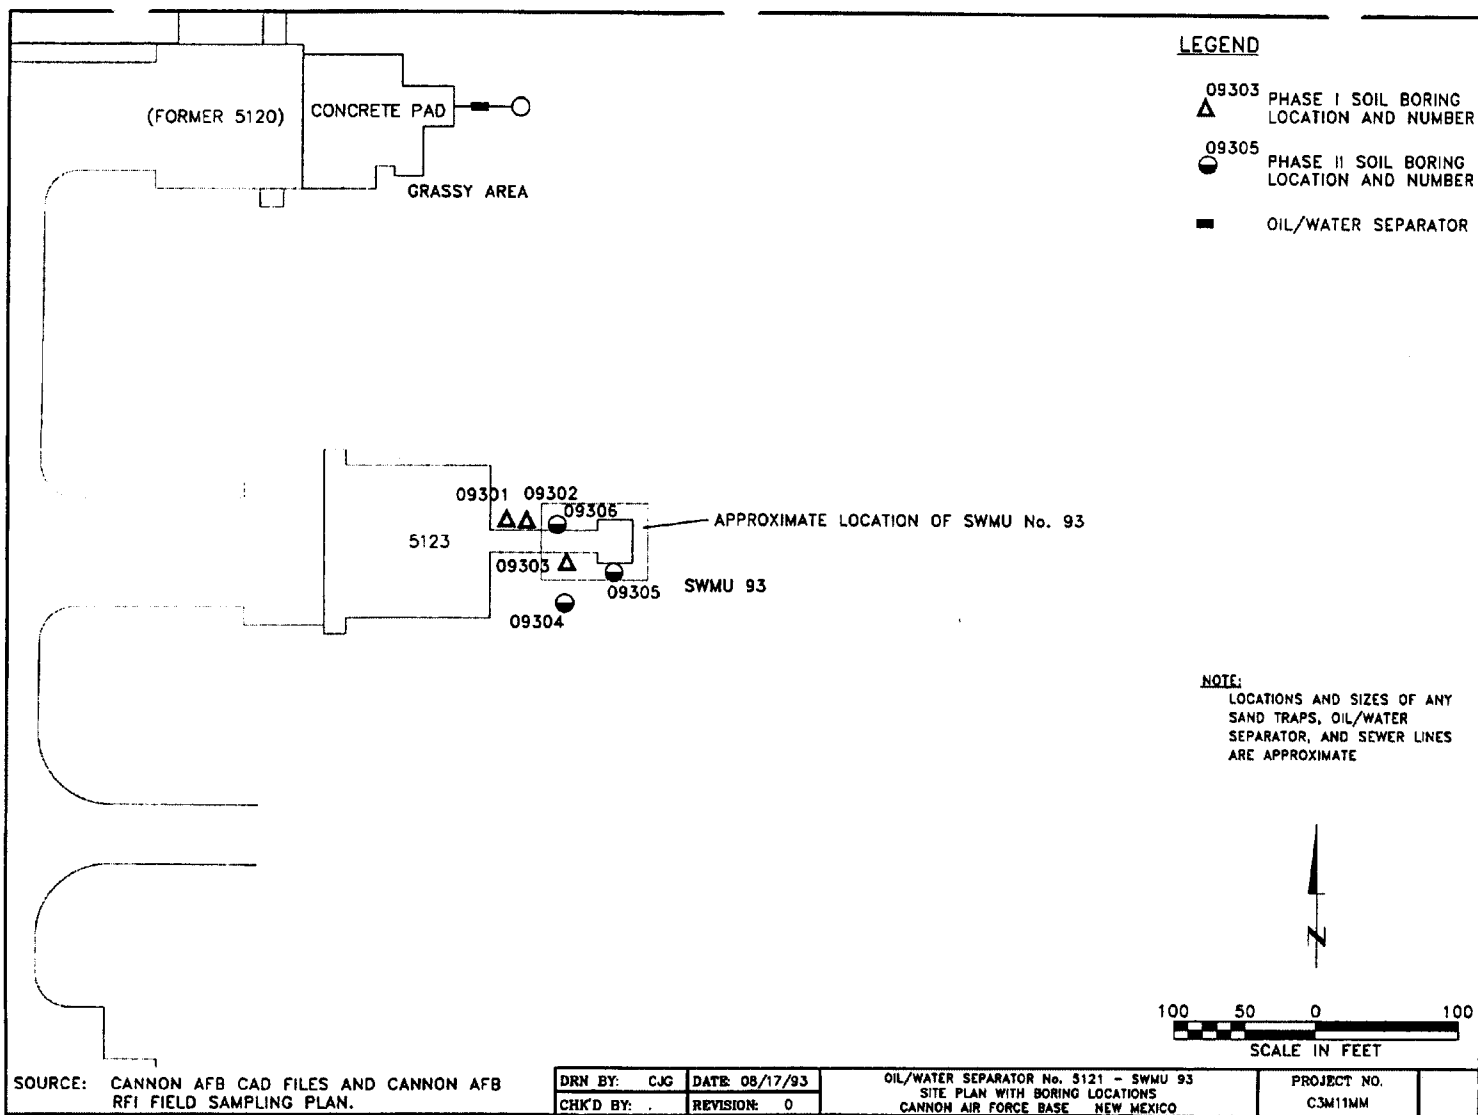 LEGEND
09303
PHASE I SOIL BORING
LOCATION AND NUMBER
09305
PHASE II SOIL BORING
LOCATION AND NUMBER
OIL/WATER SEPARATOR
(FORMER 5120)
CONCRETE PAD
GRASSY AREA
09301
09302
09306
5123
APPROXIMATE LOCATION OF SWMU No. 93
09303
09305
SWMU 93
09304
NOTE:
LOCATIONS AND SIZES OF ANY
SAND TRAPS, OIL/WATER
SEPARATOR, AND SEWER LINES
ARE APPROXIMATE
N
100 50 0 100
SCALE IN FEET
SOURCE: CANNON AFB CAD FILES AND CANNON AFB
RFI FIELD SAMPLING PLAN.
DRN BY: CJG
DATE: 08/17/93
CHK'D BY: .
REVISION: 0
OIL/WATER SEPARATOR No. 5121 - SWMU 93
SITE PLAN WITH BORING LOCATIONS
CANNON AIR FORCE BASE NEW MEXICO
PROJECT NO.
C3M11MM